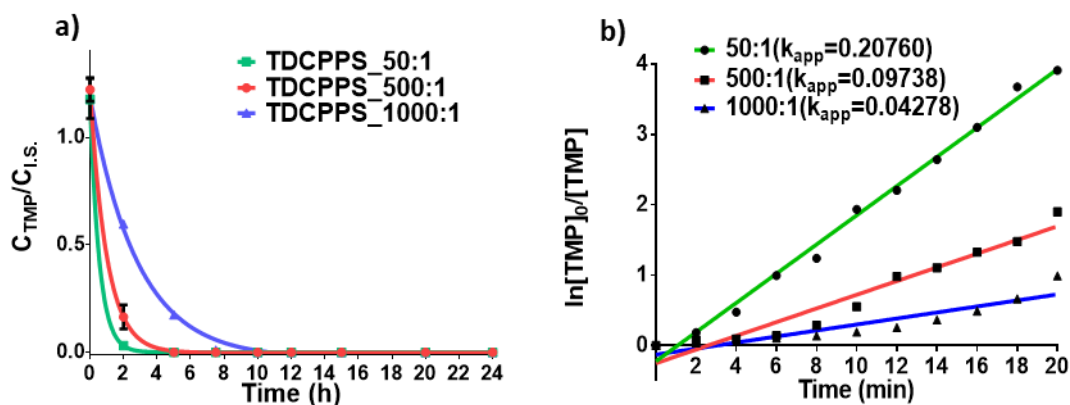 a)
TDCPPS_50:1
TDCPPS_500:1
TDCPPS_1000:1
1.0
0.5
0.0
C_TMP/C_I.S.
0 2 4 6 8 10 12 14 16 18 20 22 24
Time (h)
b)
50:1(k_app=0.20760)
500:1(k_app=0.09738)
1000:1(k_app=0.04278)
4
3
2
1
0
ln[TMP]₀/[TMP]
2 4 6 8 10 12 14 16 18 20
Time (min)